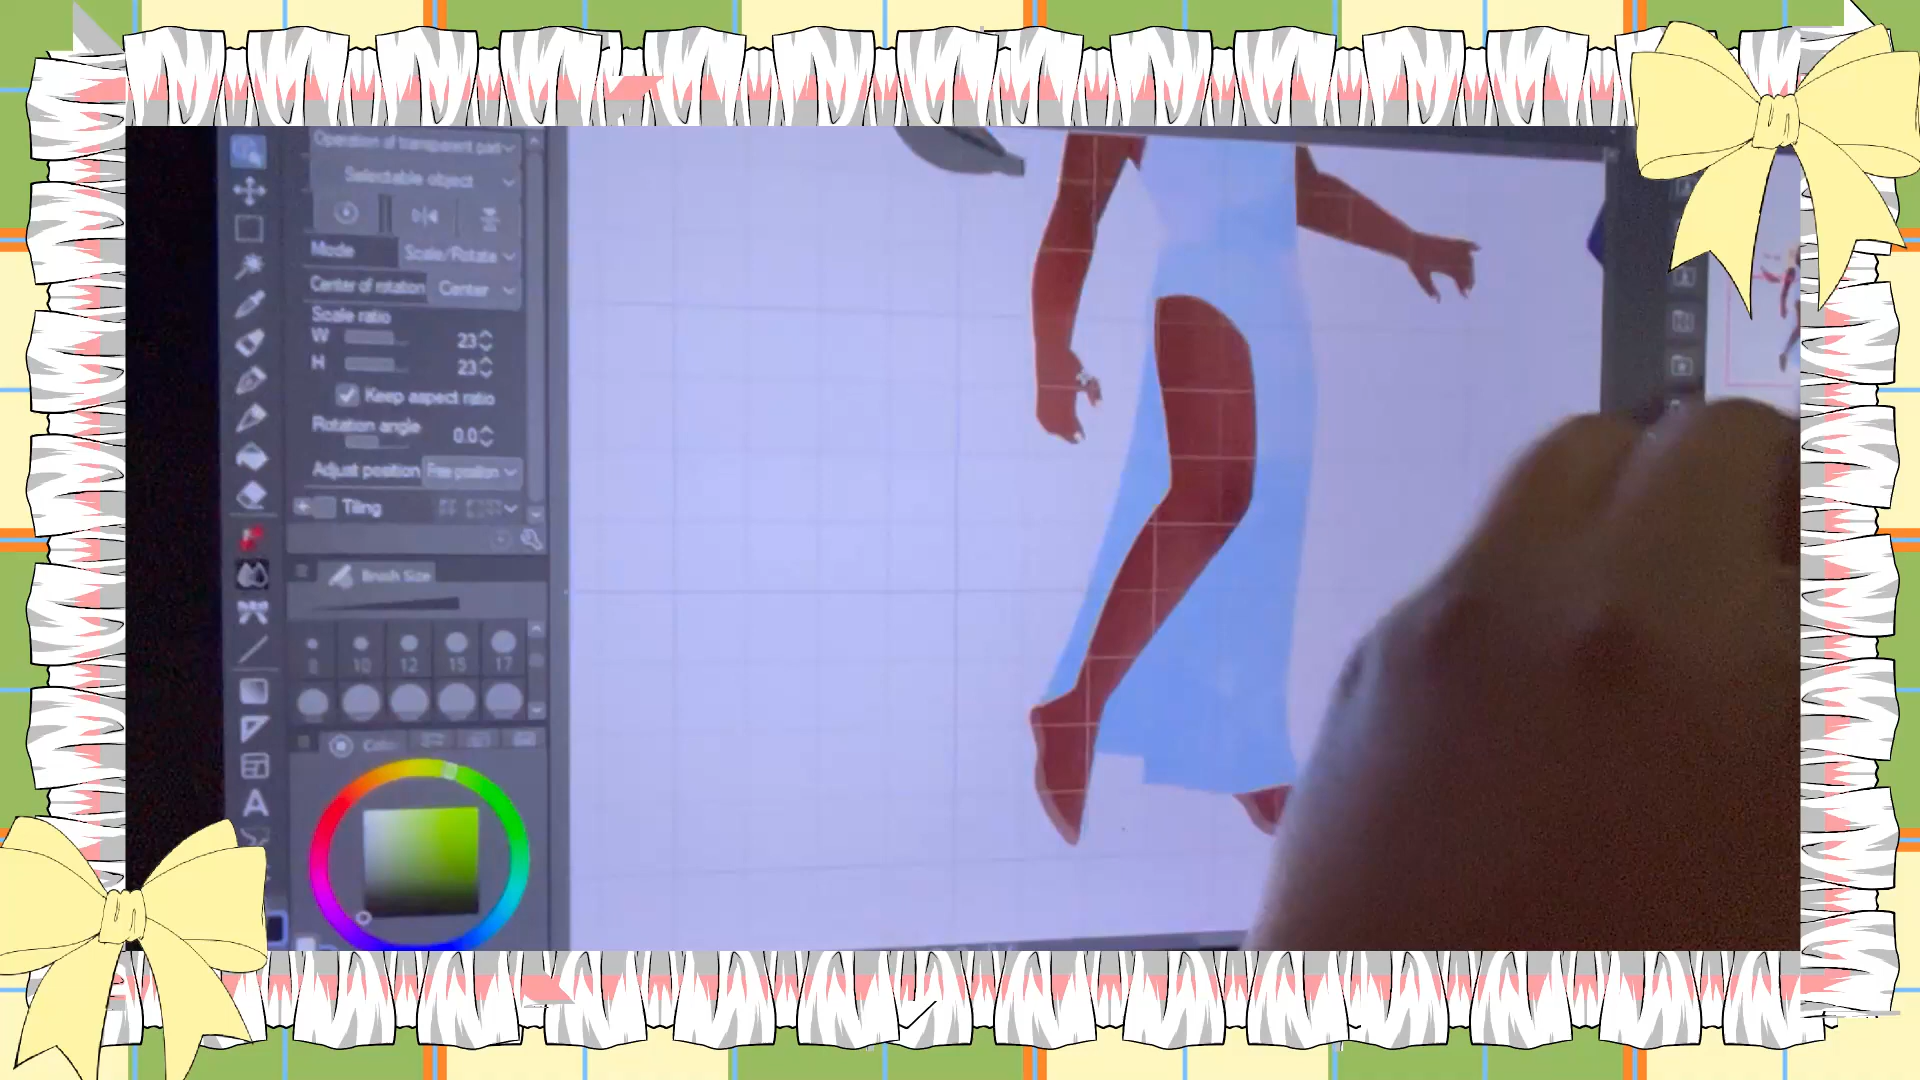 Operation of transparent part
Selectable object
Mode Scale/Rotate
Center of rotation Center
Scale ratio
W 23
H 23
Keep aspect ratio
Rotation angle 0.0
Adjust position Free position
Tiling
Brush Size
8 10 12 15 17
A